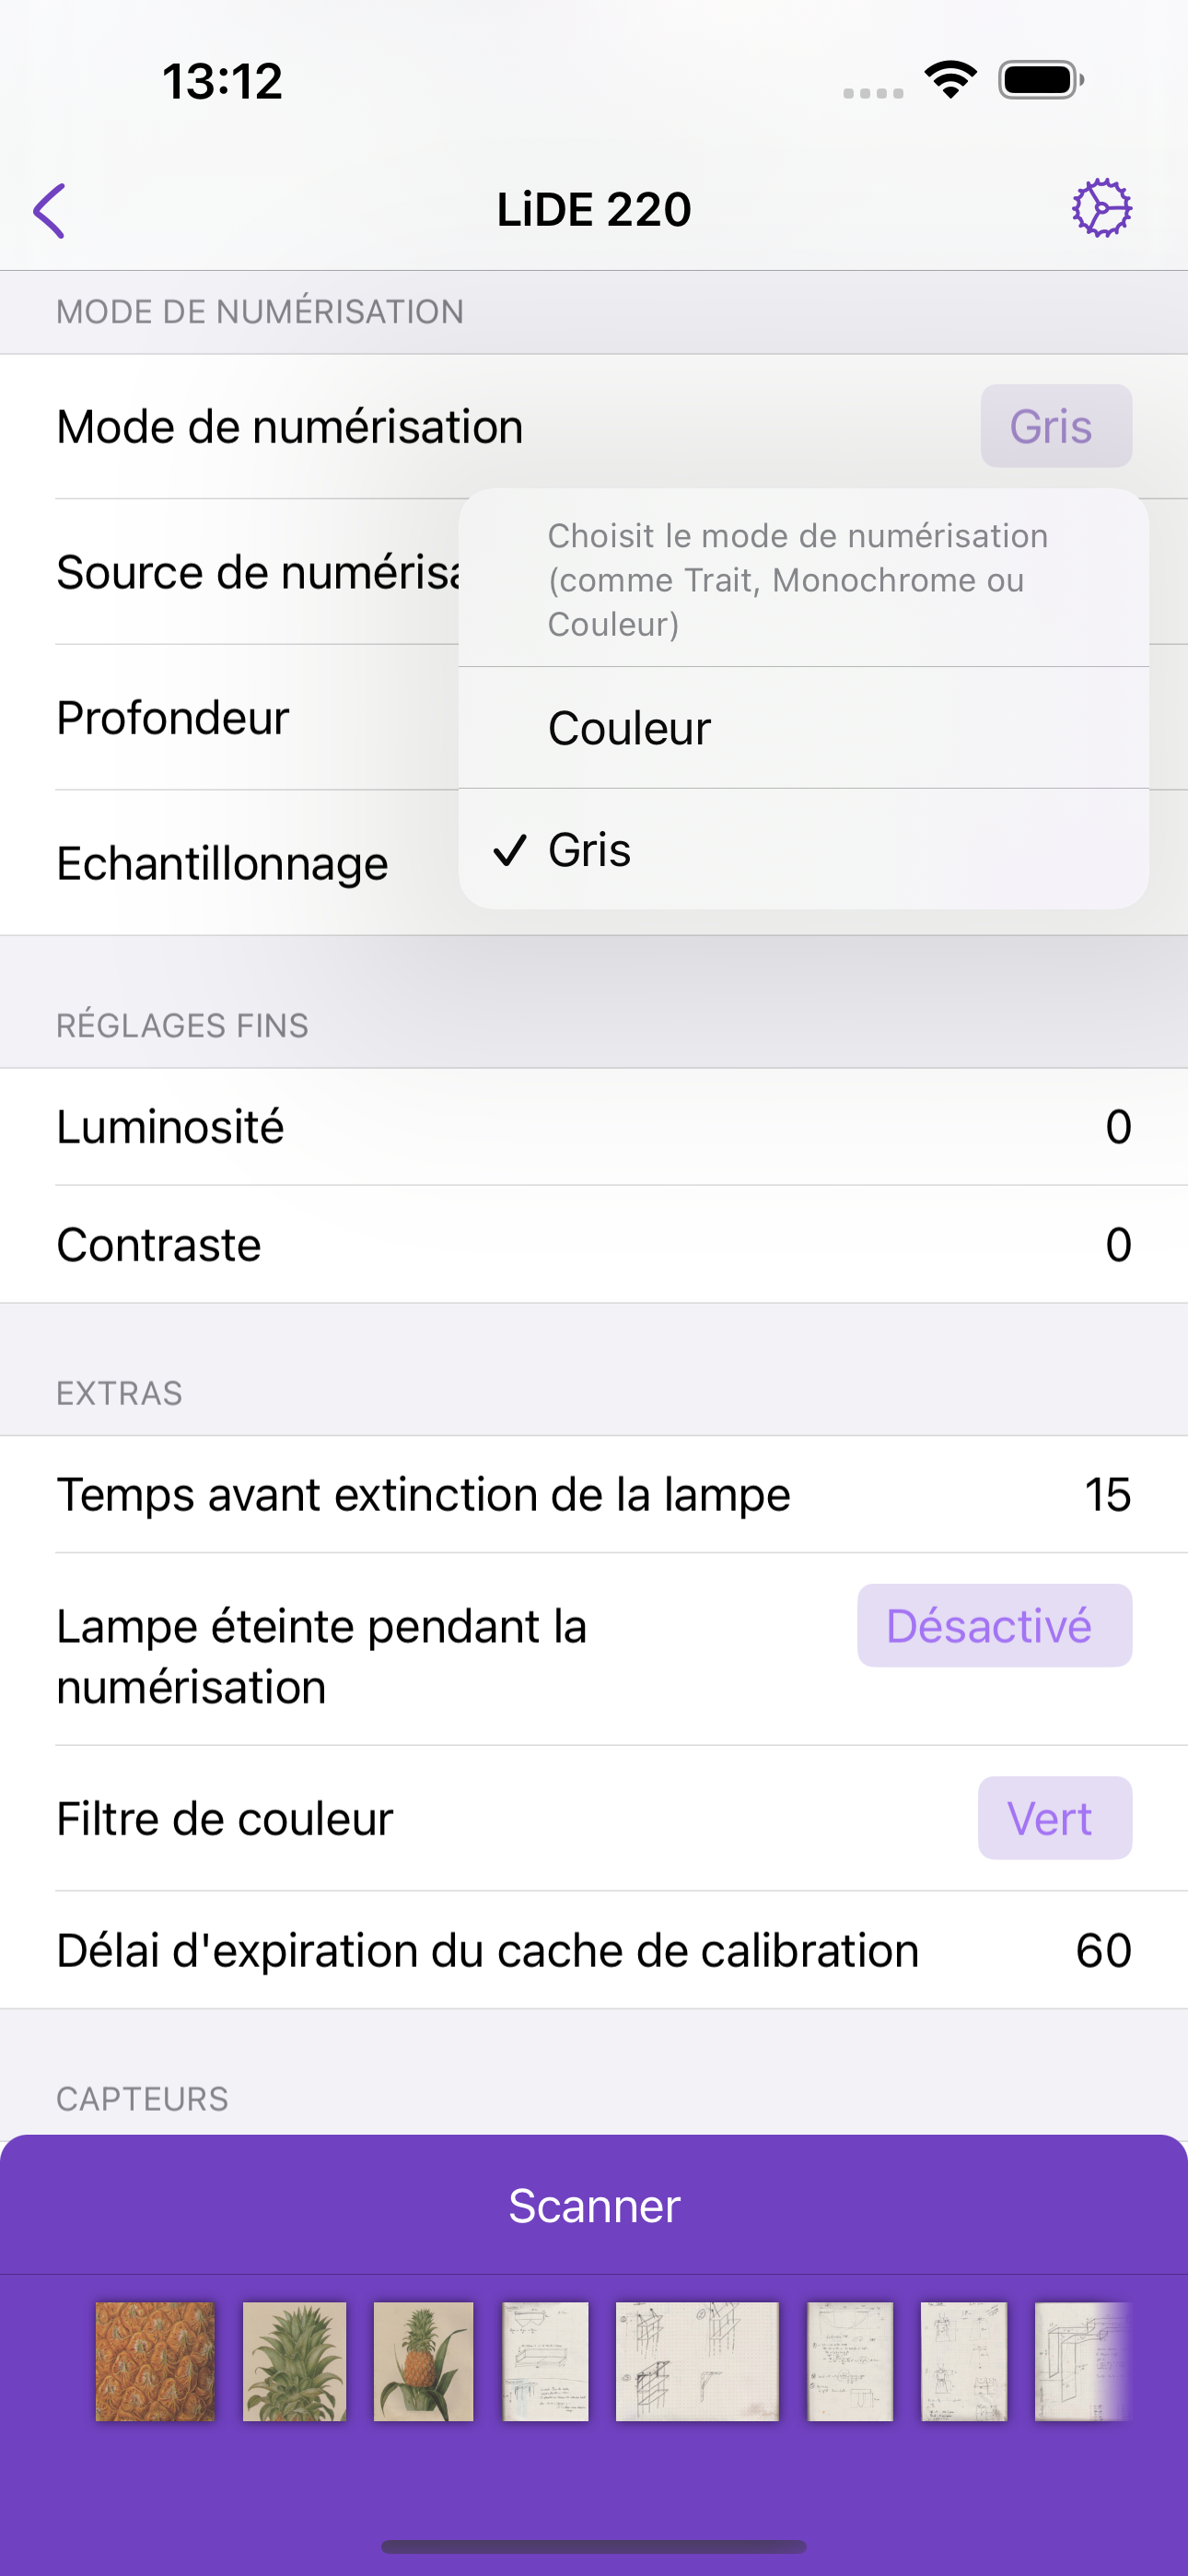 13:12
LiDE 220
MODE DE NUMÉRISATION
Mode de numérisation Gris
Source de
Choisit le mode de numérisation
(comme Trait, Monochrome ou
Couleur)
Profondeur
Couleur
Echantillonnage
Gris
RÉGLAGES FINS
Luminosité 0
Contraste 0
EXTRAS
Temps avant extinction de la lampe 15
Lampe éteinte pendant la
numérisation
Désactivé
Filtre de couleur Vert
Délai d'expiration du cache de calibration 60
CAPTEURS
Scanner